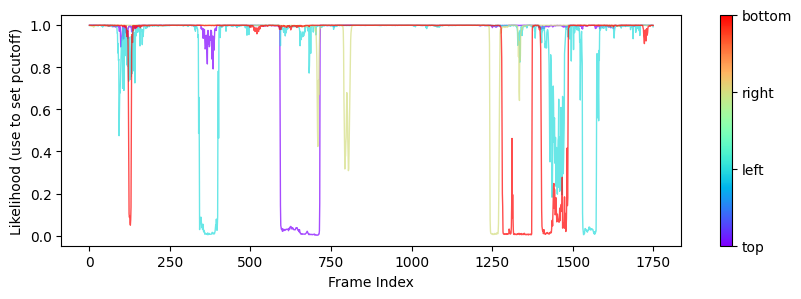 Likelihood (use to set pcutoff)
1.0
0.8
0.6
0.4
0.2
0.0
0 250 500 750 1000 1250 1500 1750
Frame Index
bottom
right
left
top